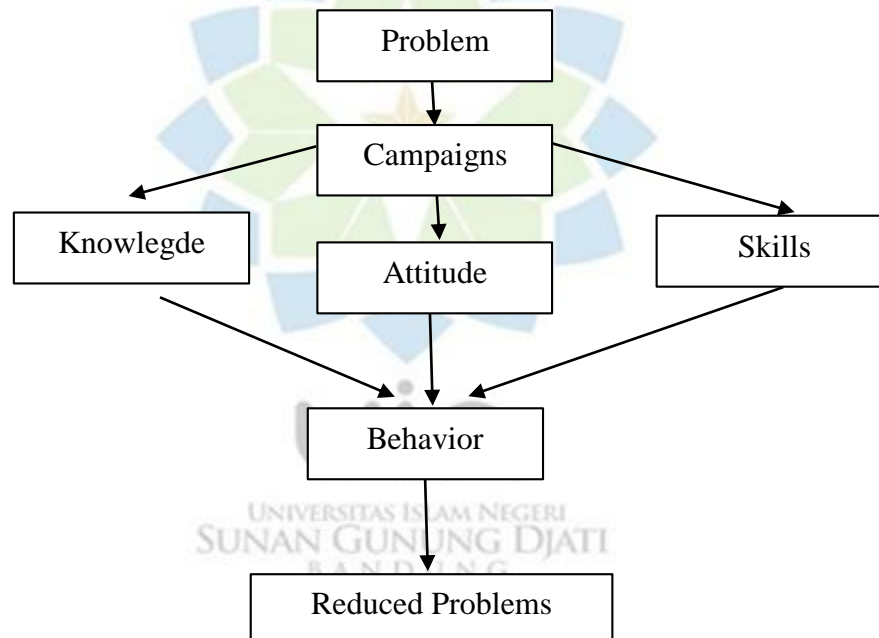 Problem
Campaigns
Knowlegde
Attitude
Skills
Behavior
UNIVERSITAS ISLAM NEGERI
SUNAN GUNUNG DJATI
BANDUNG
Reduced Problems